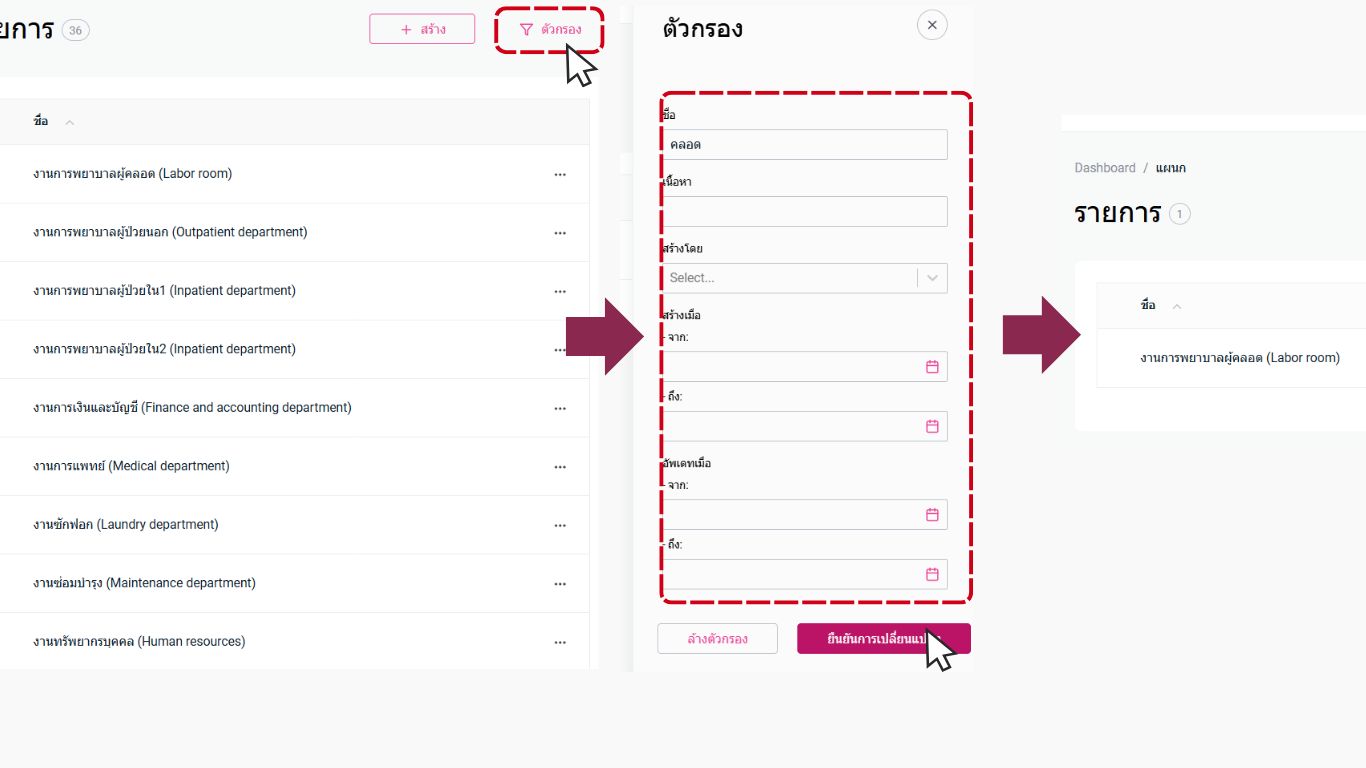 ยการ 36
+ สร้าง
ตัวกรอง
ชื่อ
งานการพยาบาลผู้คลอด (Labor room)
งานการพยาบาลผู้ป่วยนอก (Outpatient department)
งานการพยาบาลผู้ป่วยใน1 (Inpatient department)
งานการพยาบาลผู้ป่วยใน2 (Inpatient department)
งานการเงินและบัญชี (Finance and accounting department)
งานการแพทย์ (Medical department)
งานซักฟอก (Laundry department)
งานซ่อมบำรุง (Maintenance department)
งานทรัพยากรบุคคล (Human resources)
ตัวกรอง
ชื่อ
คลอด
เนื้อหา
สร้างโดย
Select...
สร้างเมื่อ
- จาก:
- ถึง:
อัพเดทเมื่อ
- จาก:
- ถึง:
ล้างตัวกรอง
ยืนยันการเปลี่ยนแป
Dashboard / แผนก
รายการ 1
ชื่อ
งานการพยาบาลผู้คลอด (Labor room)